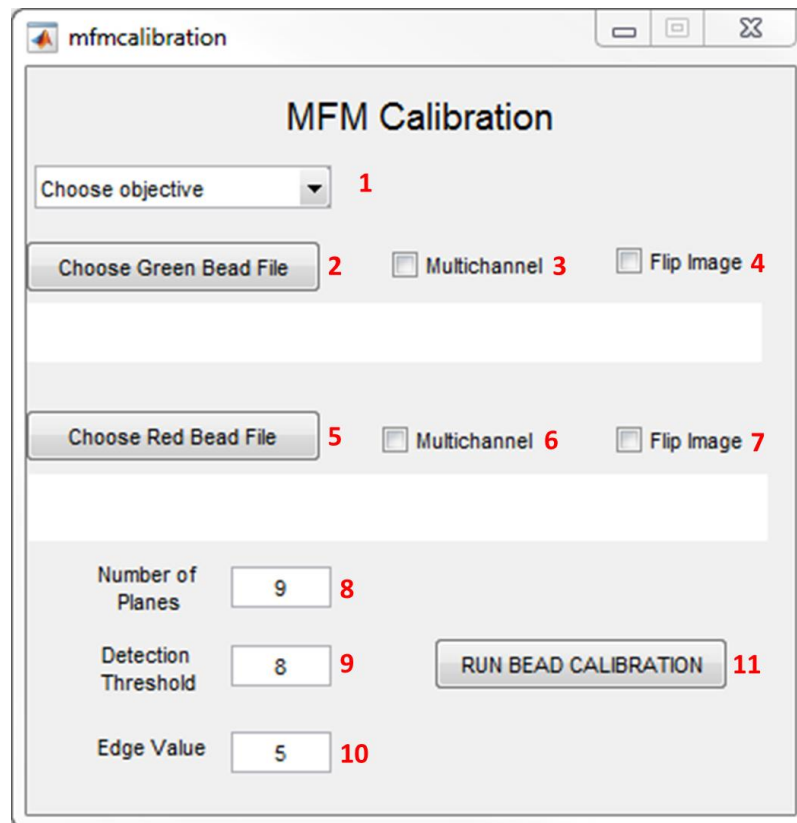 mfmcalibration
MFM Calibration
Choose objective 1
Choose Green Bead File 2 Multichannel 3 Flip Image 4
Choose Red Bead File 5 Multichannel 6 Flip Image 7
Number of
Planes 9 8
Detection
Threshold 8 9 RUN BEAD CALIBRATION 11
Edge Value 5 10